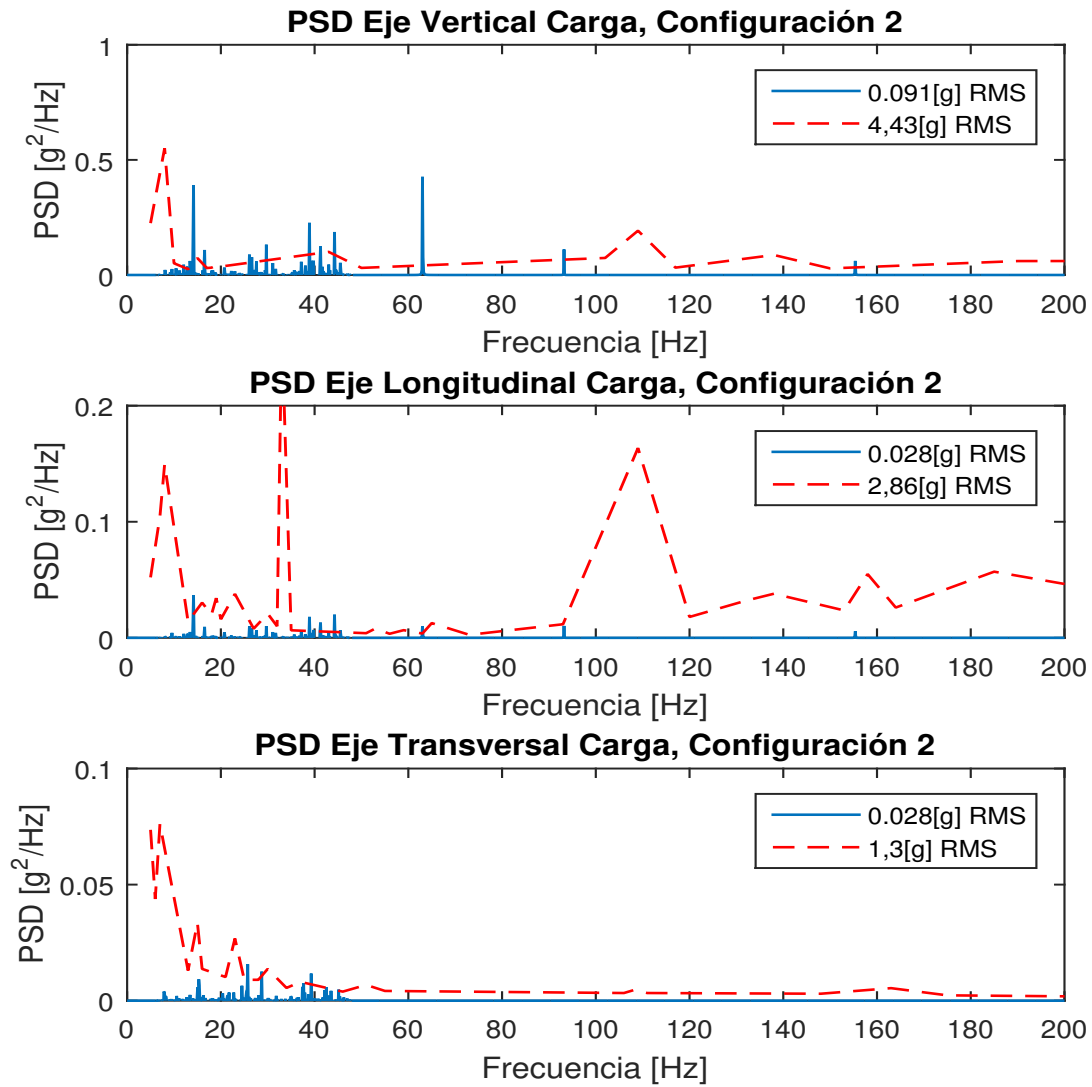 PSD Eje Vertical Carga, Configuración 2
1
0.5
0
PSD [g²/Hz]
0.091[g] RMS
4,43[g] RMS
0 20 40 60 80 100 120 140 160 180 200
Frecuencia [Hz]
PSD Eje Longitudinal Carga, Configuración 2
0.2
0.1
0
PSD [g²/Hz]
0.028[g] RMS
2,86[g] RMS
0 20 40 60 80 100 120 140 160 180 200
Frecuencia [Hz]
PSD Eje Transversal Carga, Configuración 2
0.1
0.05
0
PSD [g²/Hz]
0.028[g] RMS
1,3[g] RMS
0 20 40 60 80 100 120 140 160 180 200
Frecuencia [Hz]